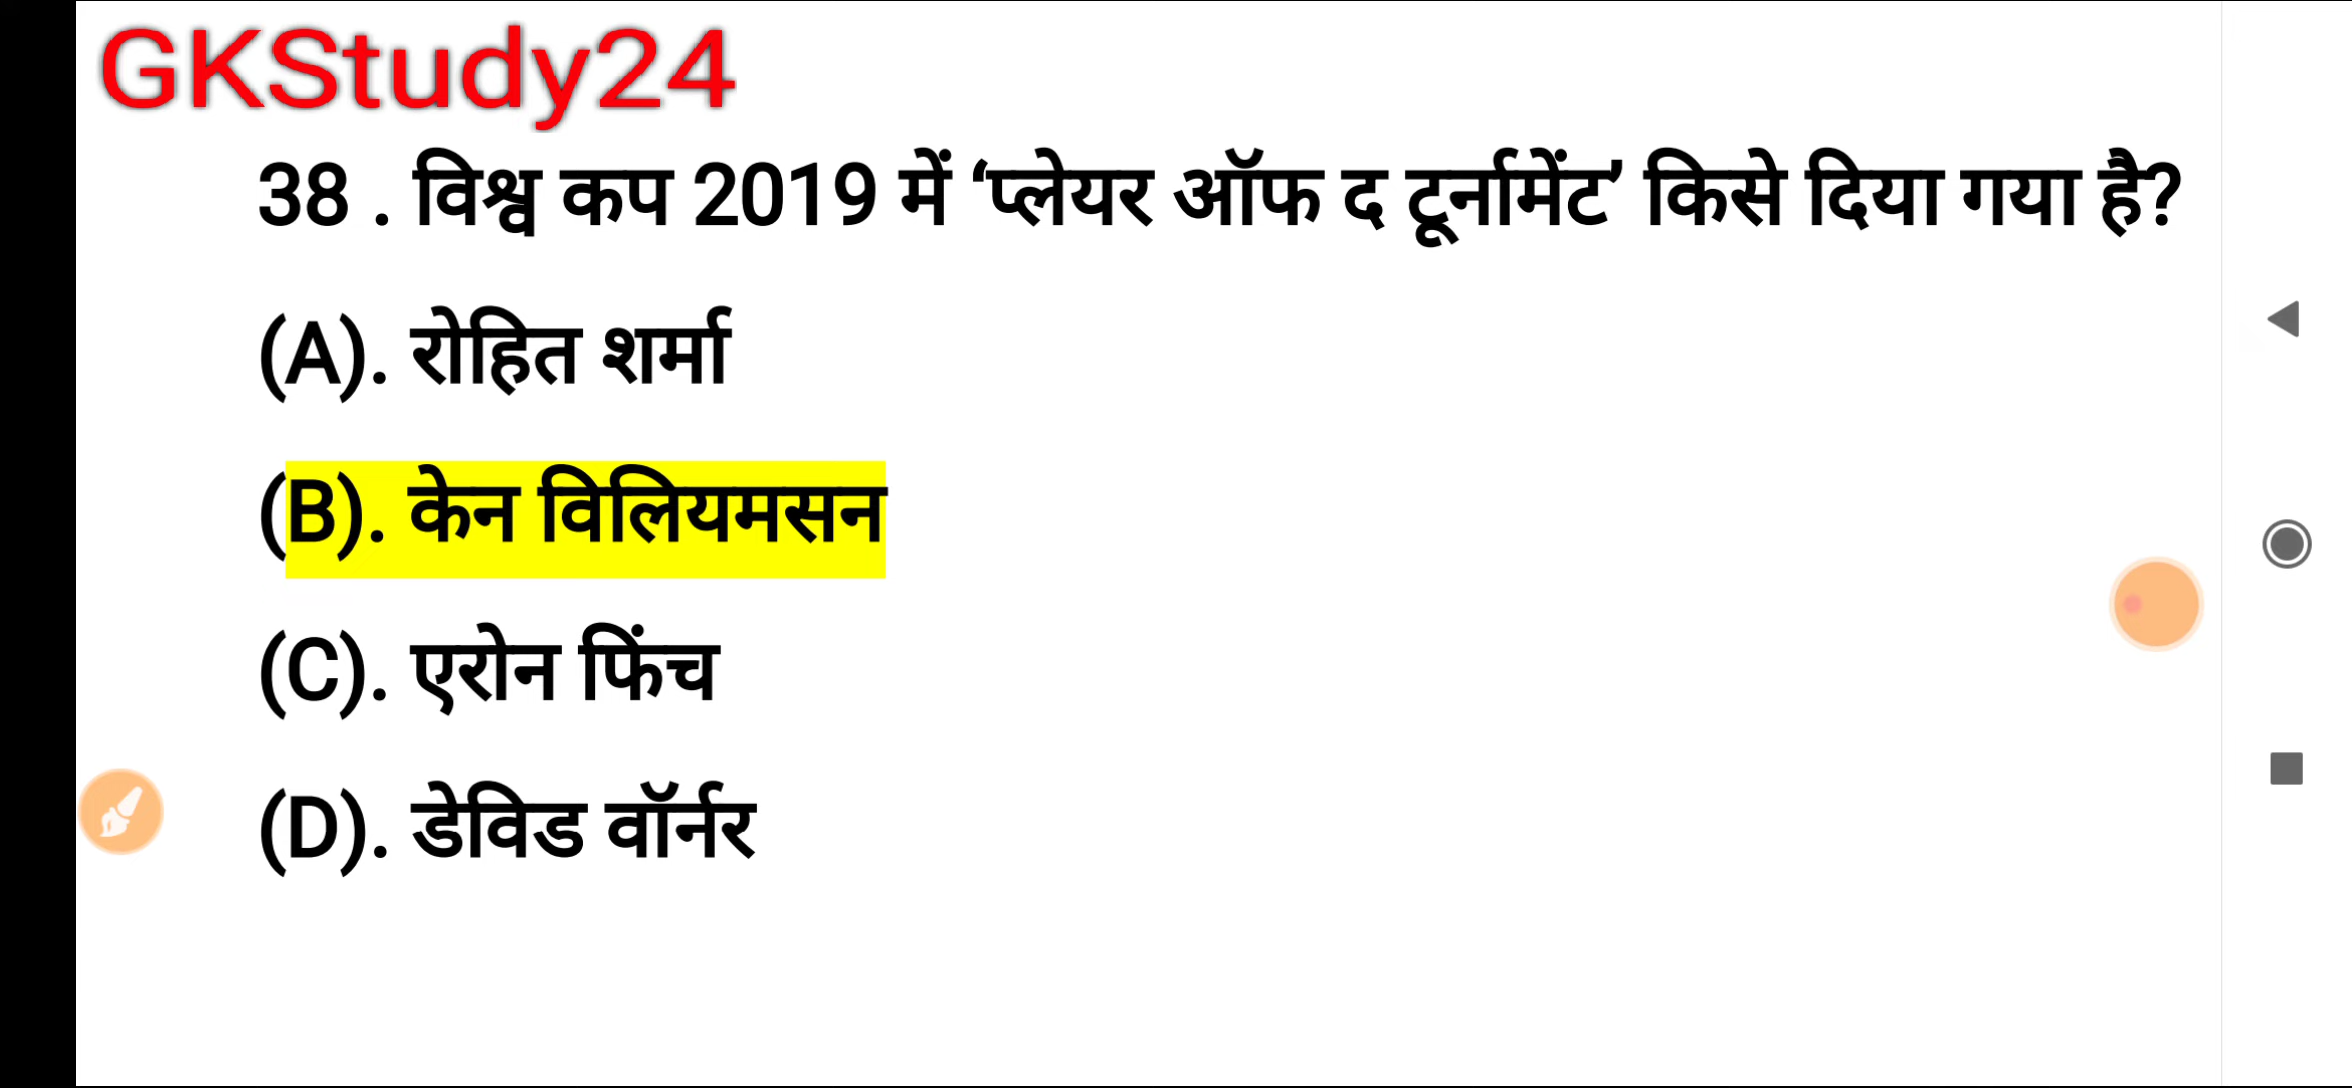 GKStudy24
38 . विश्व कप 2019 में ‘प्लेयर ऑफ द टूर्नामेंट’ किसे दिया गया है?
(A). रोहित शर्मा
(B). केन विलियमसन
(C). एरोन फिंच
(D). डेविड वॉर्नर